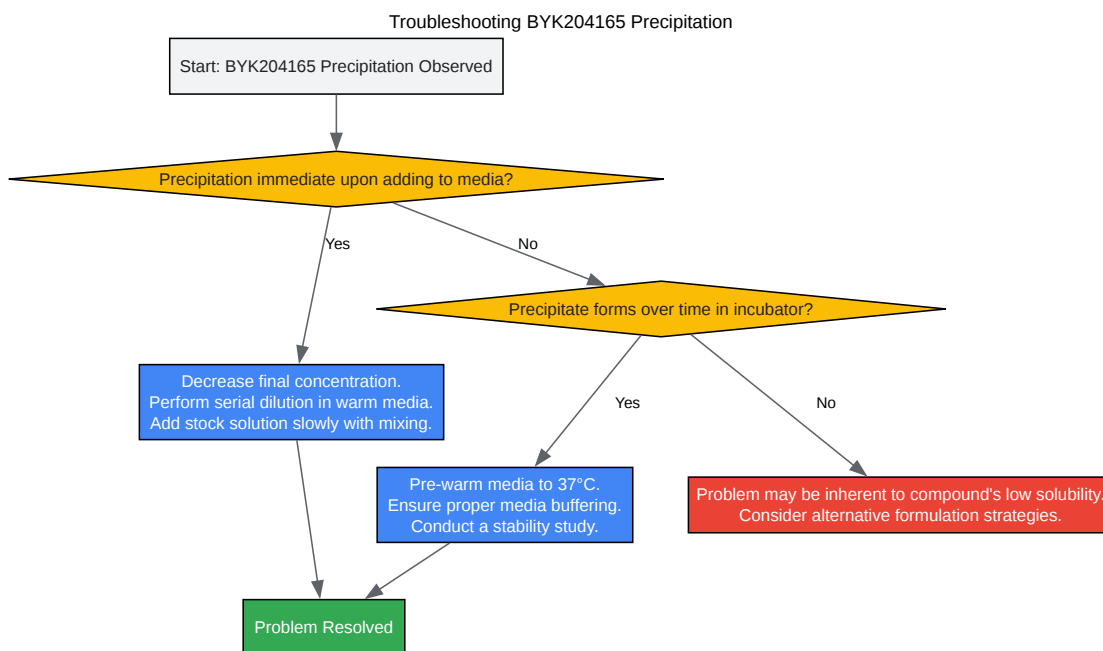 Troubleshooting BYK204165 Precipitation
Start: BYK204165 Precipitation Observed
Precipitation immediate upon adding to media?
Yes
No
Precipitate forms over time in incubator?
Decrease final concentration.
Perform serial dilution in warm media.
Add stock solution slowly with mixing.
Yes
No
Pre-warm media to 37°C.
Ensure proper media buffering.
Conduct a stability study.
Problem may be inherent to compound's low solubility.
Consider alternative formulation strategies.
Problem Resolved